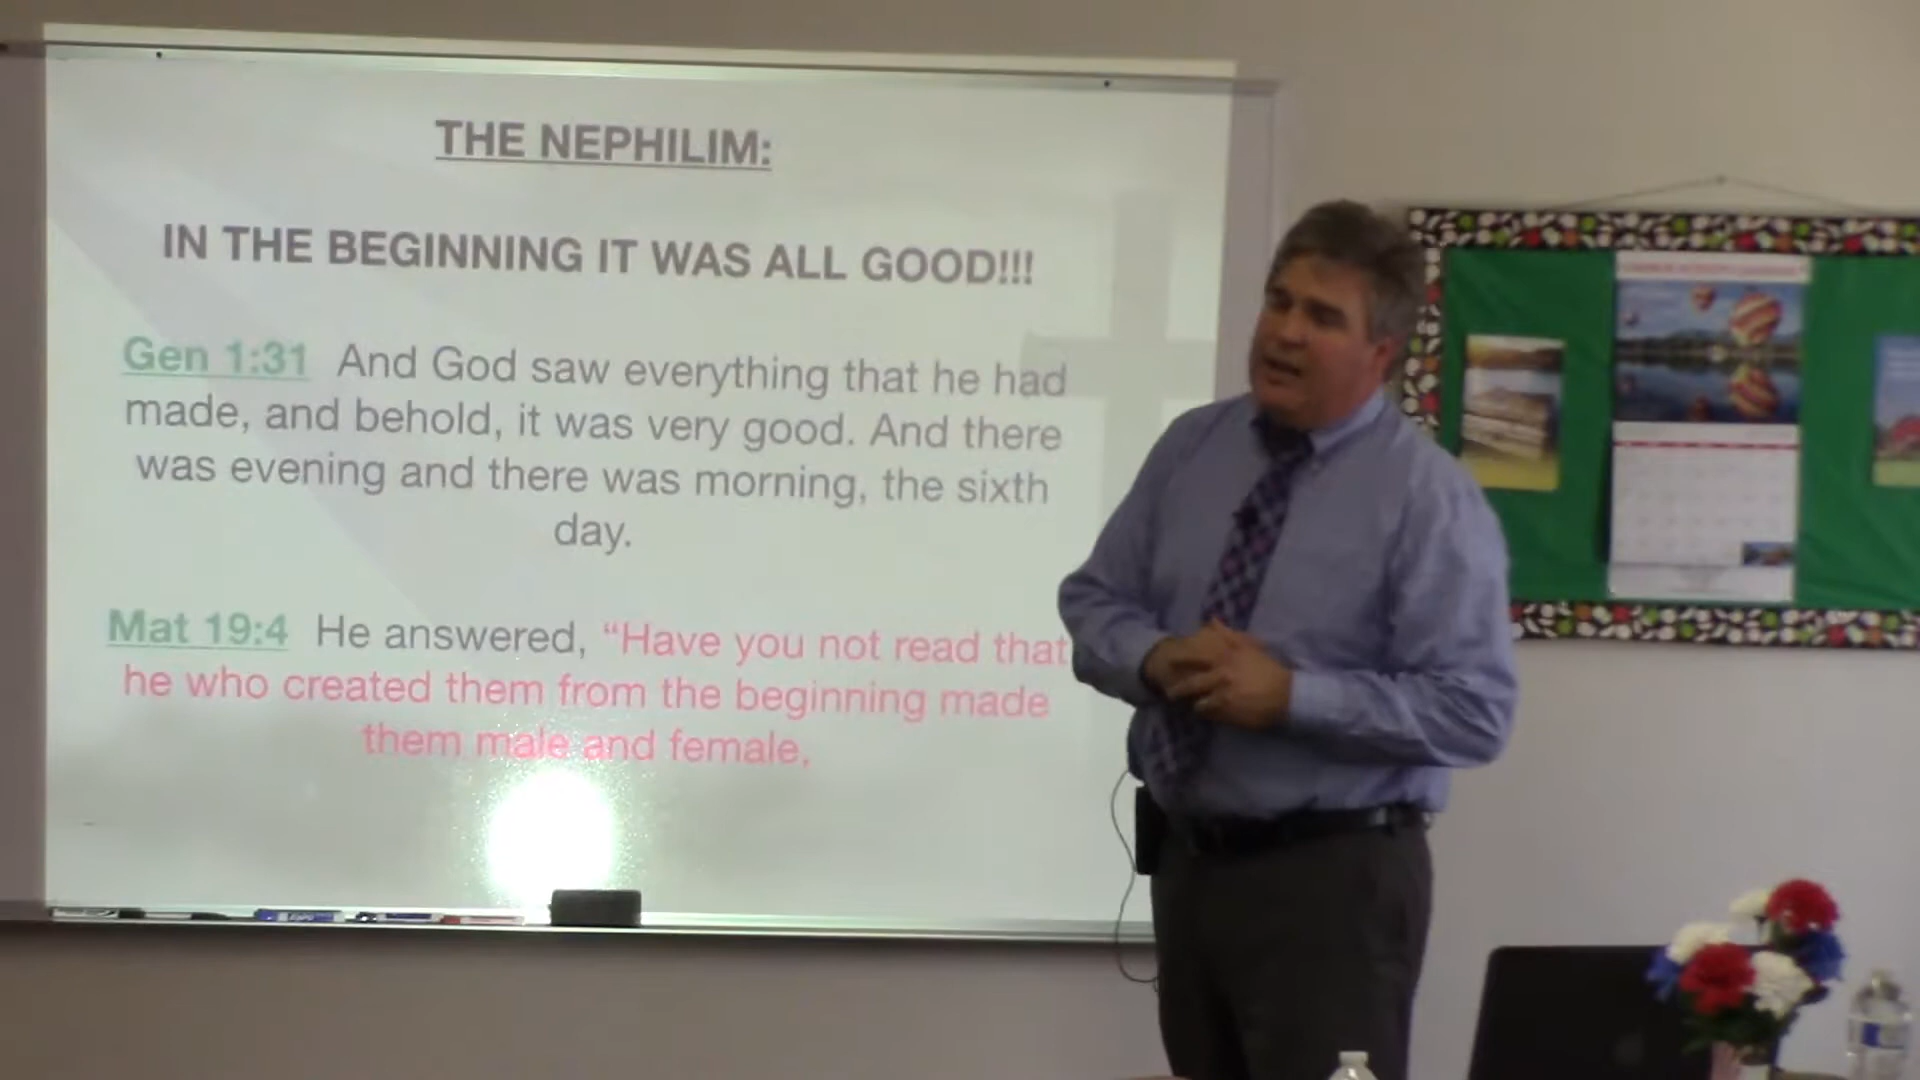 THE NEPHILIM:
IN THE BEGINNING IT WAS ALL GOOD!!!
Gen 1:31 And God saw everything that he had
made, and behold, it was very good. And there
was evening and there was morning, the sixth
day.
Mat 19:4 He answered, “Have you not read that
he who created them from the beginning made
them male and female,